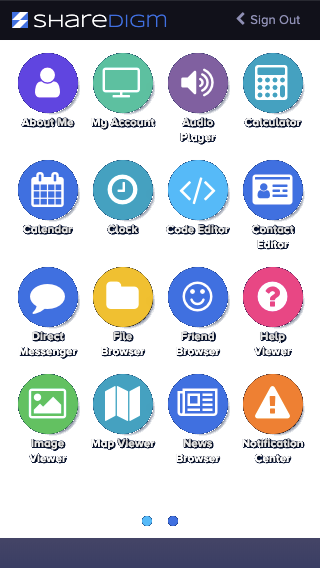 SHAREDIGM
Sign Out
About Me
My Account
Audio
Player
Calculator
Calendar
Clock
Code Editor
Contact
Editor
Direct
Messenger
File
Browser
Friend
Browser
Help
Viewer
Image
Viewer
Map Viewer
News
Browser
Notification
Center